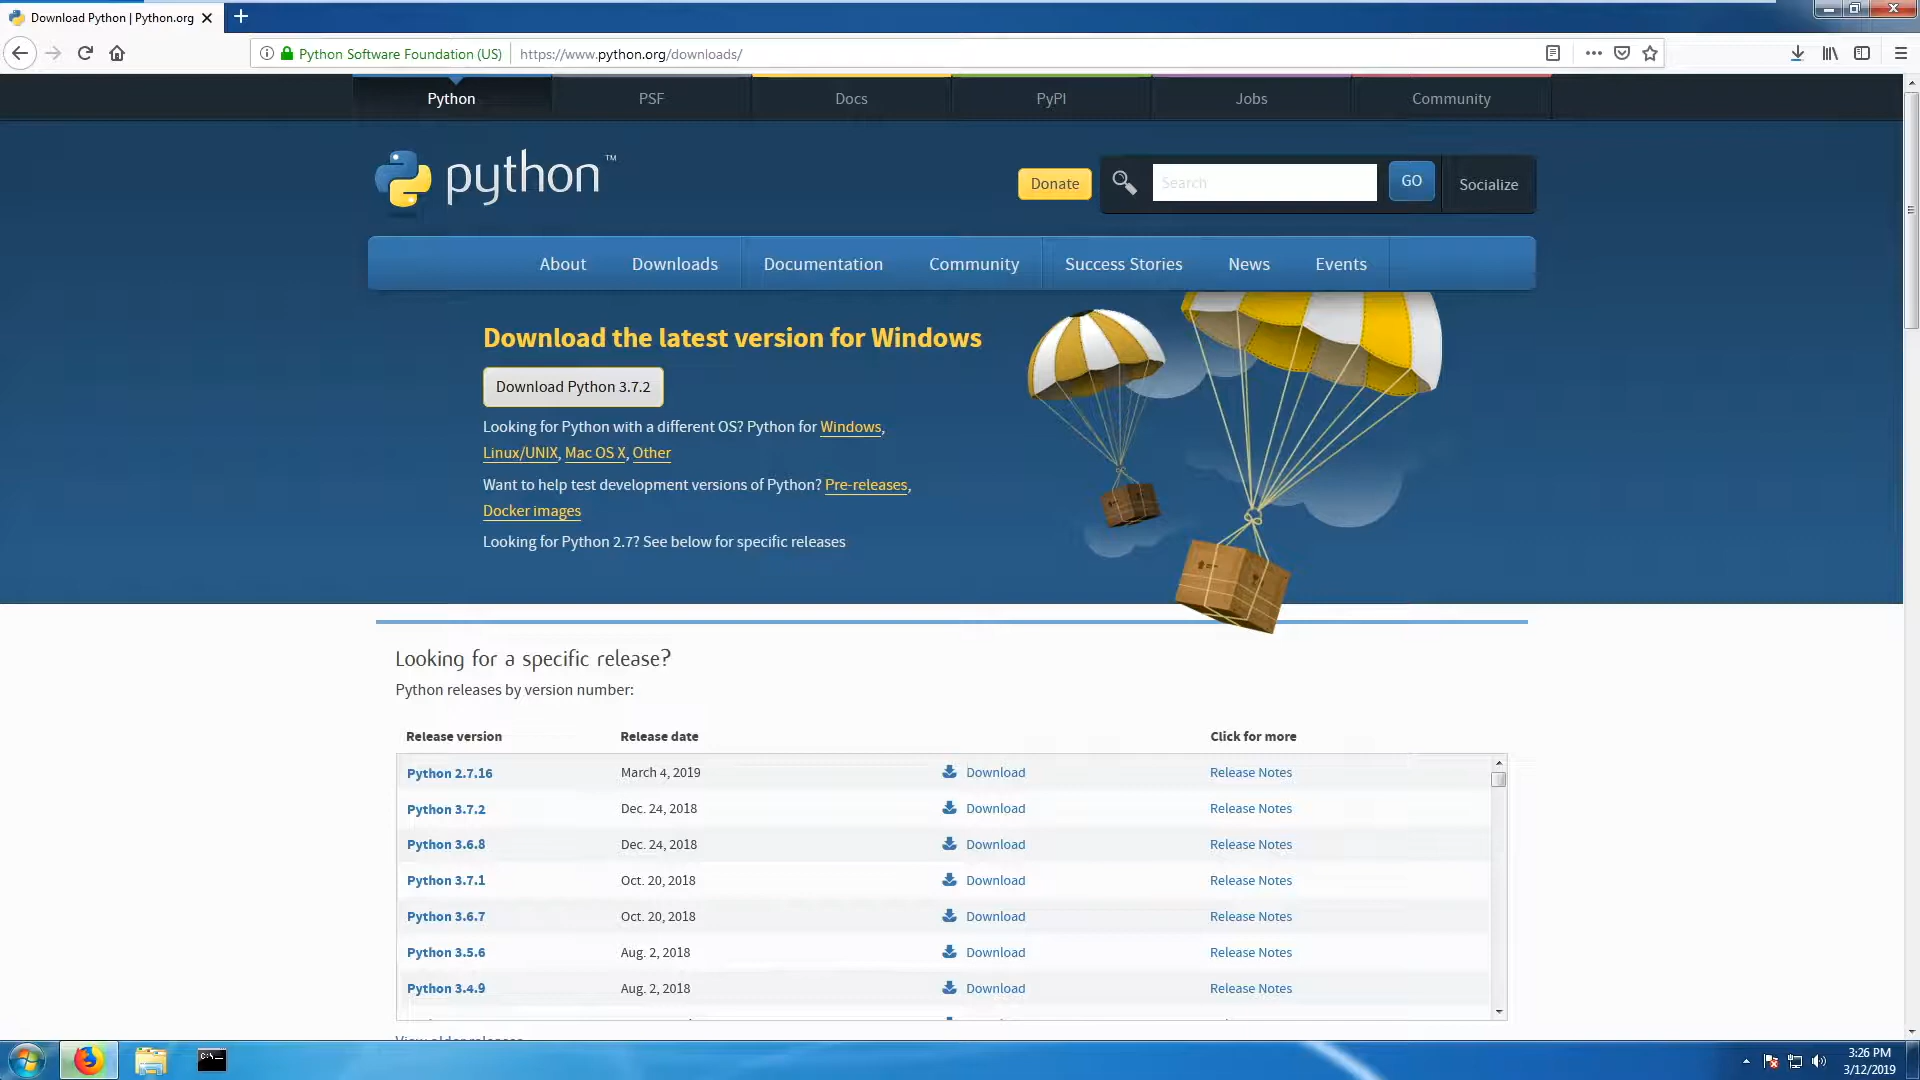 Download Python | Python.org
Python Software Foundation (US) https://www.python.org/downloads/
Python PSF Docs PyPI Jobs Community
python™
Donate Search GO Socialize
About Downloads Documentation Community Success Stories News Events
Download the latest version for Windows
Download Python 3.7.2
Looking for Python with a different OS? Python for Windows,
Linux/UNIX, Mac OS X, Other
Want to help test development versions of Python? Pre-releases,
Docker images
Looking for Python 2.7? See below for specific releases
Looking for a specific release?
Python releases by version number:
Release version Release date Click for more
Python 2.7.16 March 4, 2019 Download Release Notes
Python 3.7.2 Dec. 24, 2018 Download Release Notes
Python 3.6.8 Dec. 24, 2018 Download Release Notes
Python 3.7.1 Oct. 20, 2018 Download Release Notes
Python 3.6.7 Oct. 20, 2018 Download Release Notes
Python 3.5.6 Aug. 2, 2018 Download Release Notes
Python 3.4.9 Aug. 2, 2018 Download Release Notes
View older releases
C:\_
3:26 PM
3/12/2019